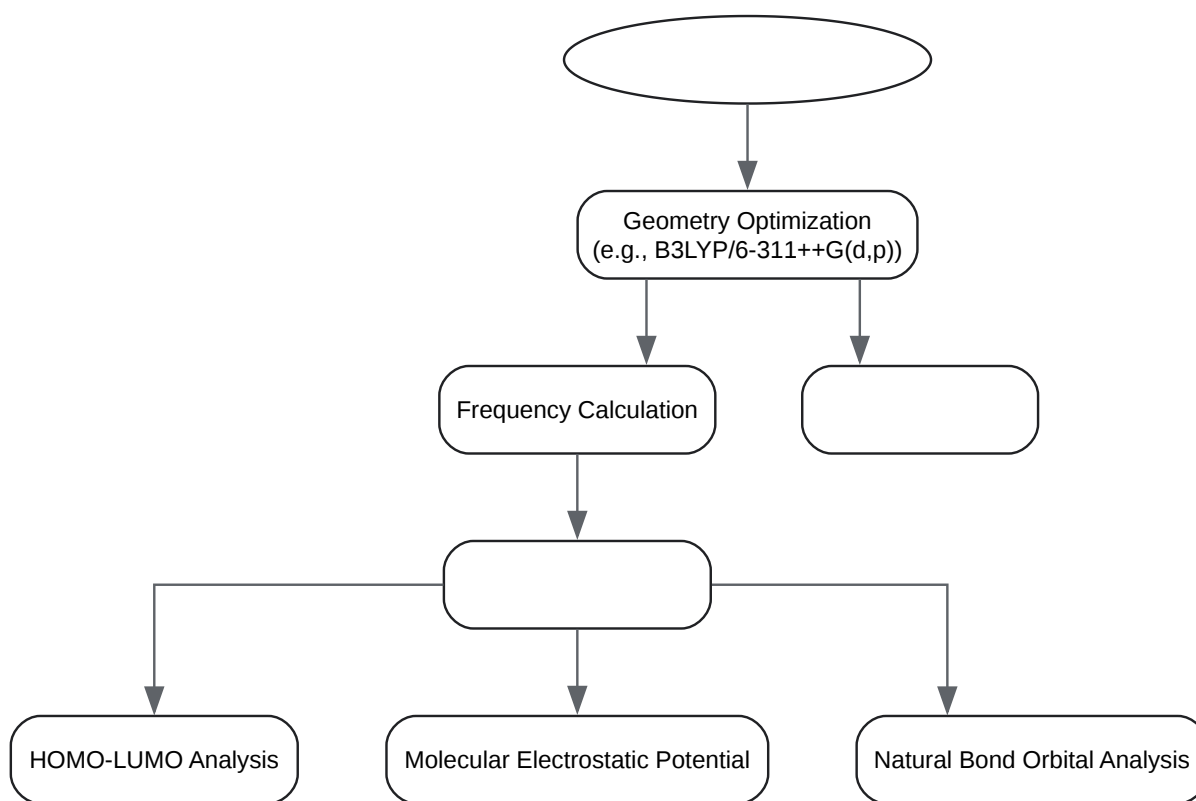 Geometry Optimization
(e.g., B3LYP/6-311++G(d,p))
Frequency Calculation
HOMO-LUMO Analysis
Molecular Electrostatic Potential
Natural Bond Orbital Analysis